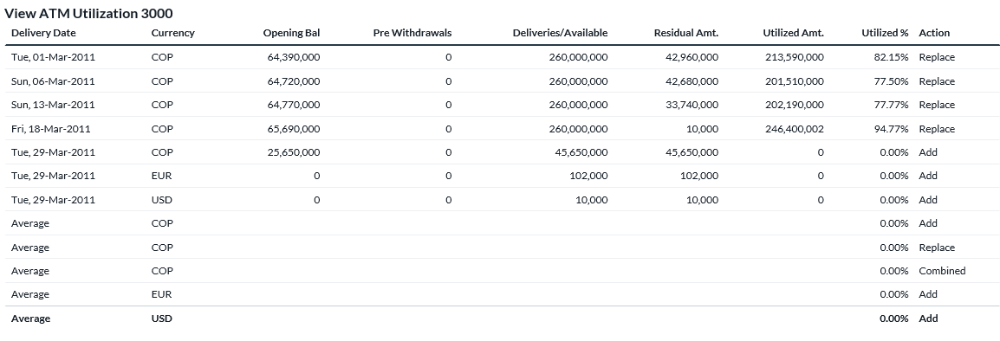 View ATM Utilization 3000
Delivery Date Currency Opening Bal Pre Withdrawals Deliveries/Available Residual Amt. Utilized Amt. Utilized % Action
Tue, 01-Mar-2011 COP 64,390,000 0 260,000,000 42,960,000 213,590,000 82.15% Replace
Sun, 06-Mar-2011 COP 64,720,000 0 260,000,000 42,680,000 201,510,000 77.50% Replace
Sun, 13-Mar-2011 COP 64,770,000 0 260,000,000 33,740,000 202,190,000 77.77% Replace
Fri, 18-Mar-2011 COP 65,690,000 0 260,000,000 10,000 246,400,002 94.77% Replace
Tue, 29-Mar-2011 COP 25,650,000 0 45,650,000 45,650,000 0 0.00% Add
Tue, 29-Mar-2011 EUR 0 0 102,000 102,000 0 0.00% Add
Tue, 29-Mar-2011 USD 0 0 10,000 10,000 0 0.00% Add
Average COP 0.00% Add
Average COP 0.00% Replace
Average COP 0.00% Combined
Average EUR 0.00% Add
Average USD 0.00% Add